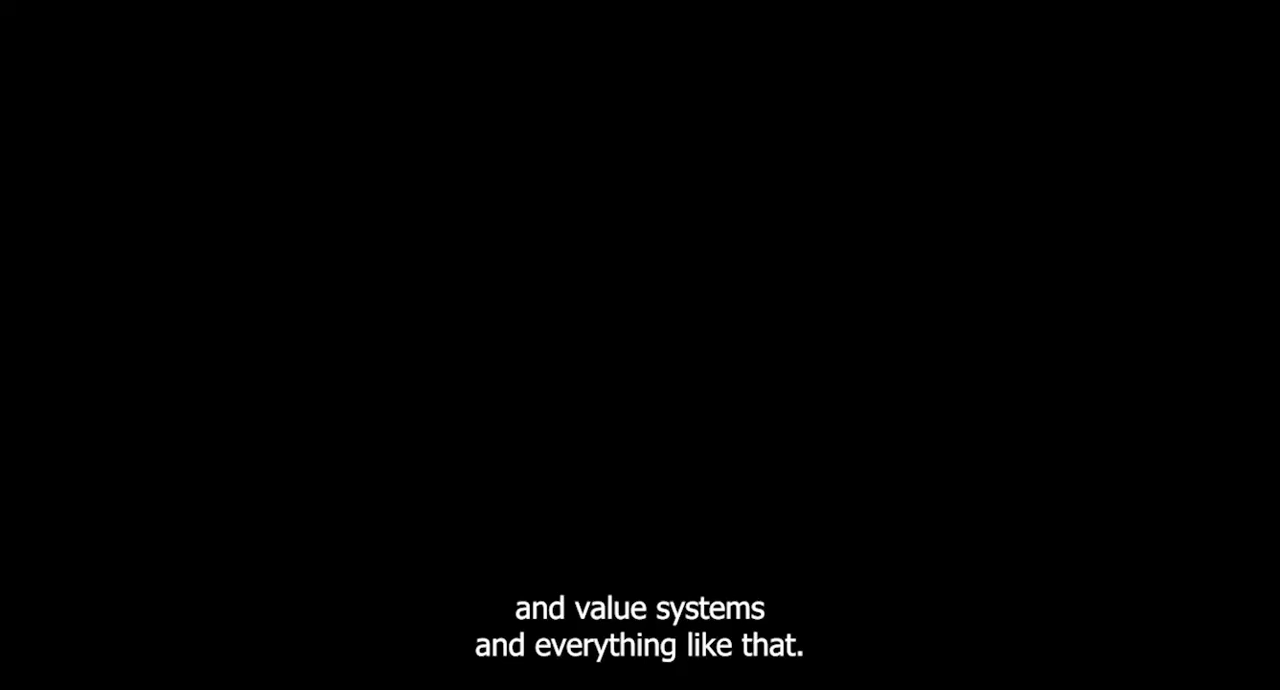 and value systems
and everything like that.